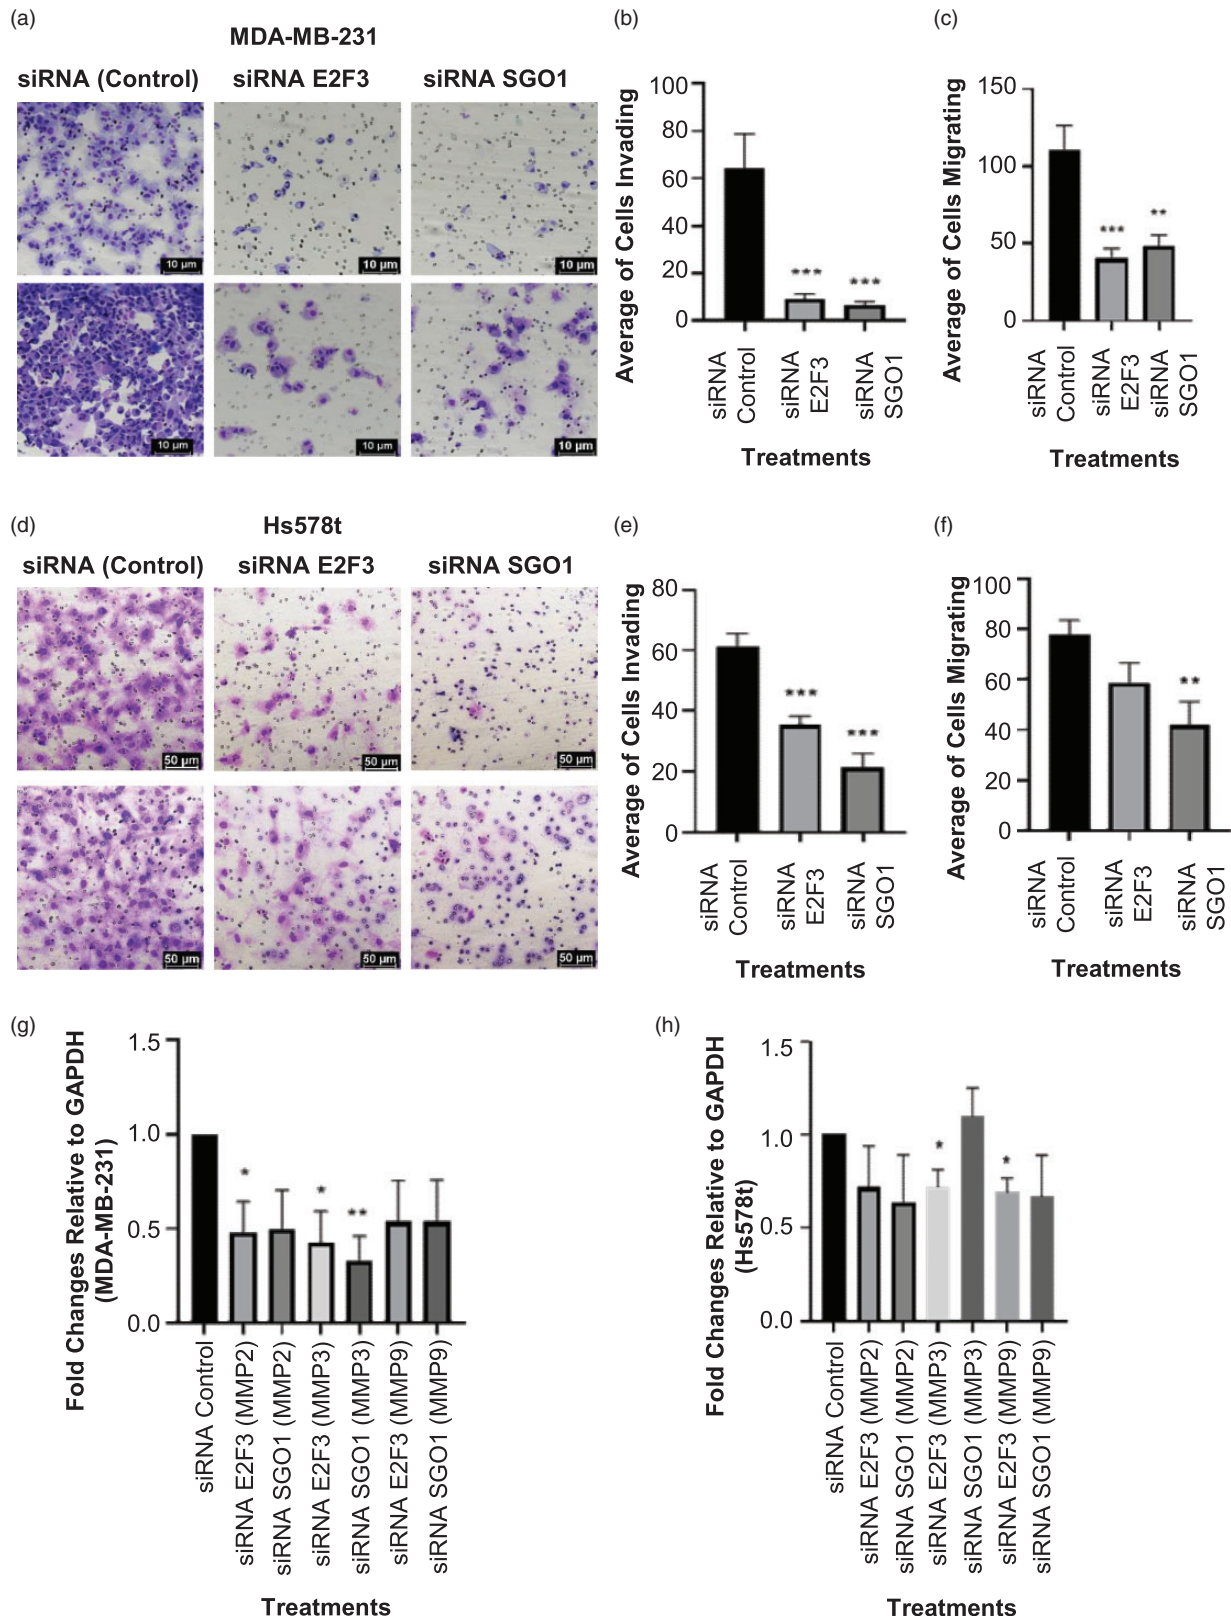 (a)
MDA-MB-231
siRNA (Control) siRNA E2F3 siRNA SGO1
10 µm 10 µm 10 µm
10 µm 10 µm 10 µm
(b)
Average of Cells Invading
100
80
60
40
20
0
***
***
siRNA Control
siRNA E2F3
siRNA SGO1
Treatments
(c)
Average of Cells Migrating
150
100
50
0
***
**
siRNA Control
siRNA E2F3
siRNA SGO1
Treatments
(d)
Hs578t
siRNA (Control) siRNA E2F3 siRNA SGO1
50 µm 50 µm 50 µm
50 µm 50 µm 50 µm
(e)
Average of Cells Invading
80
60
40
20
0
***
***
siRNA Control
siRNA E2F3
siRNA SGO1
Treatments
(f)
Average of Cells Migrating
100
80
60
40
20
0
**
siRNA Control
siRNA E2F3
siRNA SGO1
Treatments
(g)
Fold Changes Relative to GAPDH
(MDA-MB-231)
1.5
1.0
0.5
0.0
*
*
**
siRNA Control
siRNA E2F3 (MMP2)
siRNA SGO1 (MMP2)
siRNA E2F3 (MMP3)
siRNA SGO1 (MMP3)
siRNA E2F3 (MMP9)
siRNA SGO1 (MMP9)
Treatments
(h)
Fold Changes Relative to GAPDH
(Hs578t)
1.5
1.0
0.5
0.0
*
*
siRNA Control
siRNA E2F3 (MMP2)
siRNA SGO1 (MMP2)
siRNA E2F3 (MMP3)
siRNA SGO1 (MMP3)
siRNA E2F3 (MMP9)
siRNA SGO1 (MMP9)
Treatments